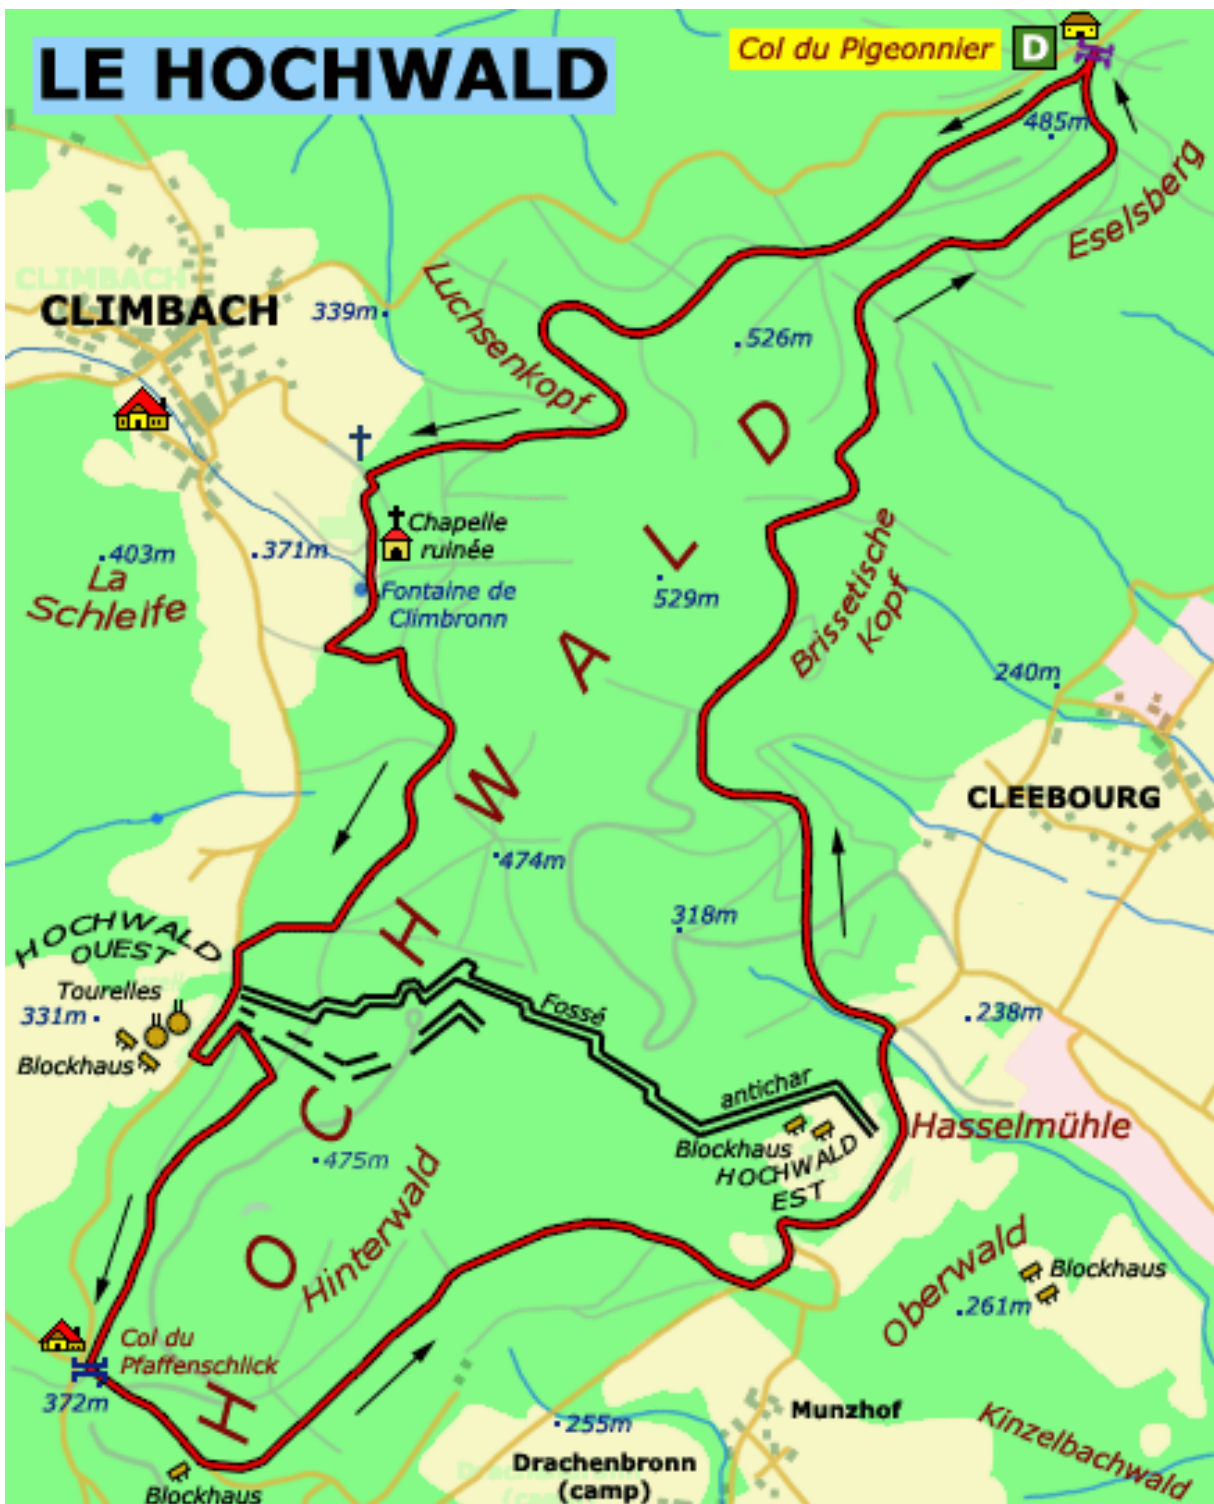 LE HOCHWALD
Col du Pigeonnier
D
485m
Eselsberg
CLIMBACH
CLIMBACH
339m
Luchsenkopf
526m
D
L
A
W
H
C
O
H
Chapelle
ruinée
403m
371m
La
Schleife
Fontaine de
Climbronn
529m
Brissetische
Kopf
240m
CLEEBOURG
474m
318m
HOCHWALD
OUEST
Tourelles
331m
Blockhaus
Fossé
antichar
238m
Blockhaus
HOCHWALD
EST
Hasselmühle
475m
Hinterwald
Oberwald
Blockhaus
261m
Col du
Pfaffenschlick
372m
255m
Munzhof
Kinzelbachwald
Drachenbronn
(camp)
Blockhaus